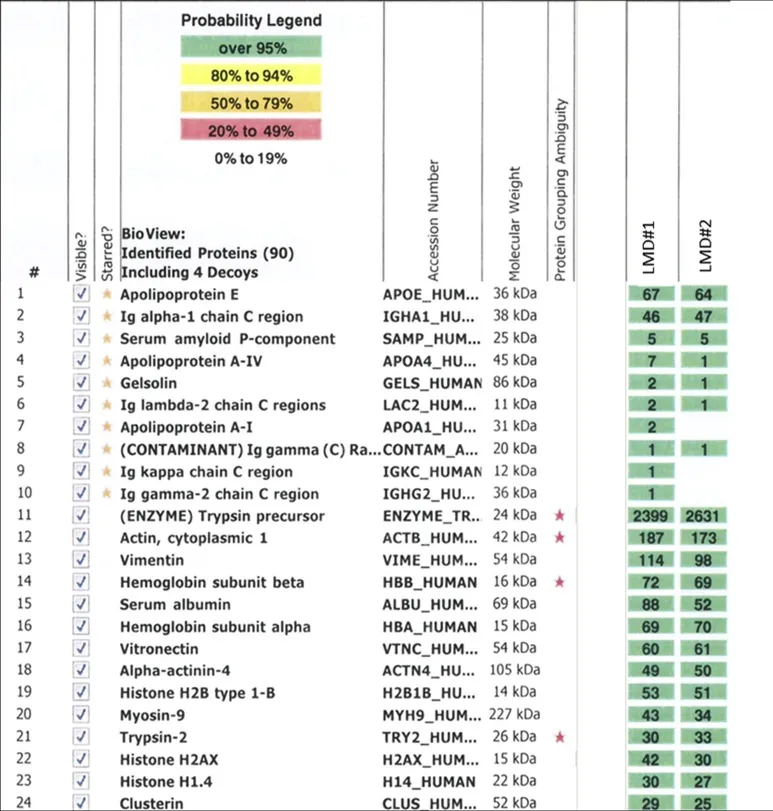 Probability Legend
over 95%
80% to 94%
50% to 79%
20% to 49%
0% to 19%
# Visible? Starred? BioView: Accession Number Molecular Weight Protein Grouping Ambiguity LMD#1 LMD#2
Identified Proteins (90)
Including 4 Decoys
1 Apolipoprotein E APOE_HUM... 36 kDa 67 64
2 Ig alpha-1 chain C region IGHA1_HU... 38 kDa 46 47
3 Serum amyloid P-component SAMP_HUM... 25 kDa 5 5
4 Apolipoprotein A-IV APOA4_HU... 45 kDa 7 1
5 Gelsolin GELS_HUMAN 86 kDa 2 1
6 Ig lambda-2 chain C regions LAC2_HUM... 11 kDa 2 1
7 Apolipoprotein A-I APOA1_HU... 31 kDa 2
8 (CONTAMINANT) Ig gamma (C) Ra... CONTAM_A... 20 kDa 1 1
9 Ig kappa chain C region IGKC_HUMAN 12 kDa 1
10 Ig gamma-2 chain C region IGHG2_HU... 36 kDa 1
11 (ENZYME) Trypsin precursor ENZYME_TR... 24 kDa 2399 2631
12 Actin, cytoplasmic 1 ACTB_HUM... 42 kDa 187 173
13 Vimentin VIME_HUM... 54 kDa 114 98
14 Hemoglobin subunit beta HBB_HUMAN 16 kDa 72 69
15 Serum albumin ALBU_HUM... 69 kDa 88 52
16 Hemoglobin subunit alpha HBA_HUMAN 15 kDa 69 70
17 Vitronectin VTNC_HUM... 54 kDa 60 61
18 Alpha-actinin-4 ACTN4_HU... 105 kDa 49 50
19 Histone H2B type 1-B H2B1B_HU... 14 kDa 53 51
20 Myosin-9 MYH9_HUM... 227 kDa 43 34
21 Trypsin-2 TRY2_HUM... 26 kDa 30 33
22 Histone H2AX H2AX_HUM... 15 kDa 42 30
23 Histone H1.4 H14_HUMAN 22 kDa 30 27
24 Clusterin CLUS_HUM... 52 kDa 29 25